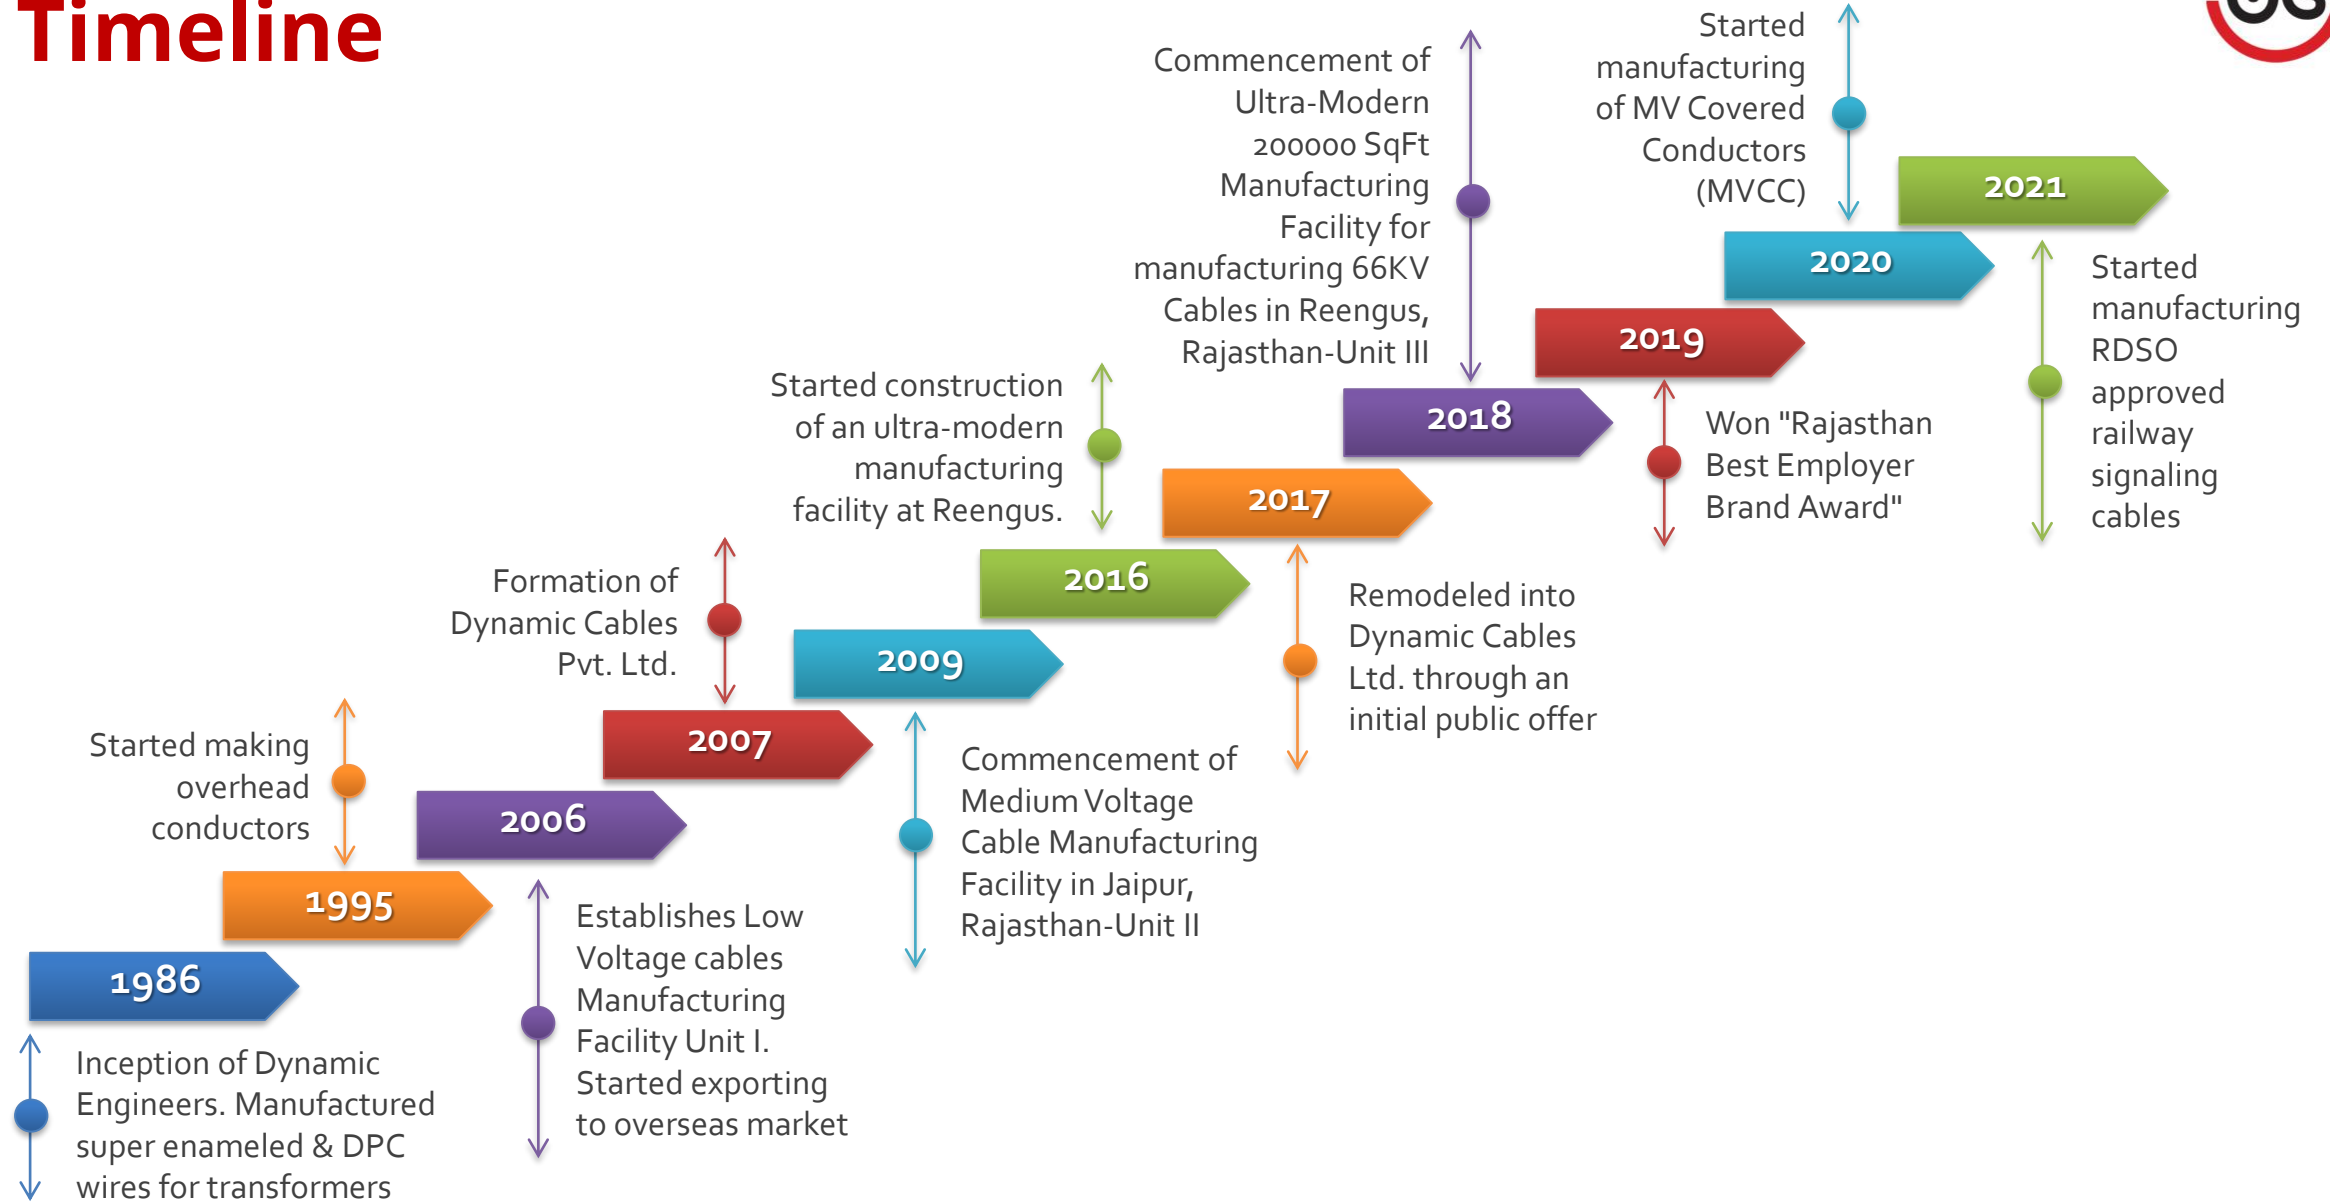 Timeline
1986
Inception of Dynamic
Engineers. Manufactured
super enameled & DPC
wires for transformers
Started making
overhead
conductors
1995
2006
Establishes Low
Voltage cables
Manufacturing
Facility Unit I.
Started exporting
to overseas market
Formation of
Dynamic Cables
Pvt. Ltd.
2007
2009
Commencement of
Medium Voltage
Cable Manufacturing
Facility in Jaipur,
Rajasthan-Unit II
Started construction
of an ultra-modern
manufacturing
facility at Reengus.
2016
2017
Remodeled into
Dynamic Cables
Ltd. through an
initial public offer
Commencement of
Ultra-Modern
200000 SqFt
Manufacturing
Facility for
manufacturing 66KV
Cables in Reengus,
Rajasthan-Unit III
2018
2019
Won "Rajasthan
Best Employer
Brand Award"
Started
manufacturing
of MV Covered
Conductors
(MVCC)
2020
2021
Started
manufacturing
RDSO
approved
railway
signaling
cables